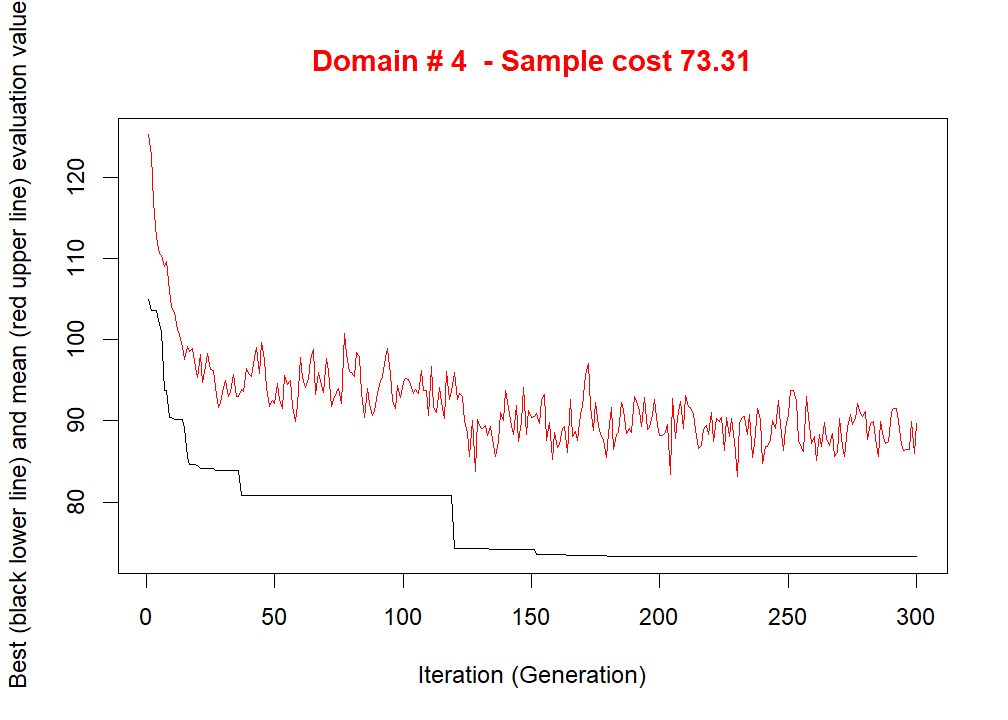 Domain # 4  - Sample cost 73.31
Best (black lower line) and mean (red upper line) evaluation value
120
110
100
90
80
0 50 100 150 200 250 300
Iteration (Generation)